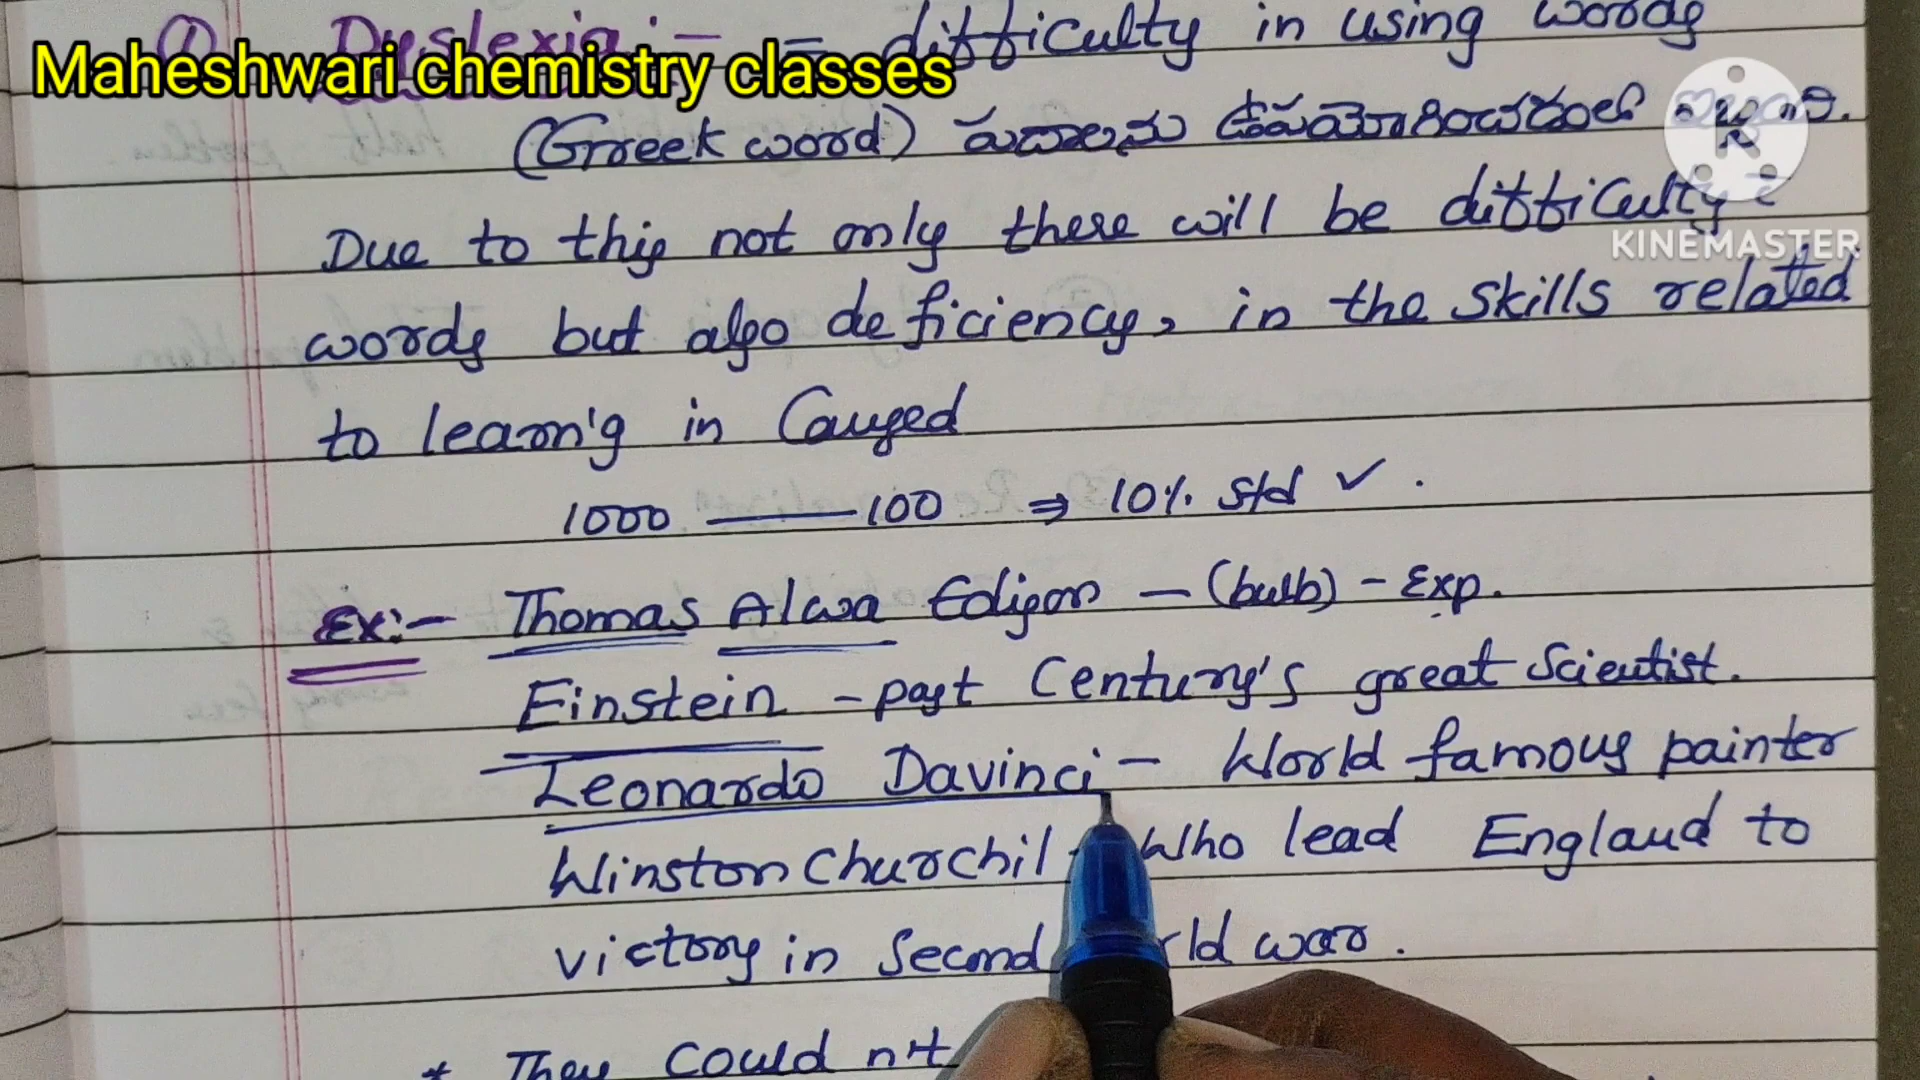 ① Dyslexia :- = difficulty in using words
Maheshwari chemistry classes
(Greek word)
K
KINEMASTER
Due to this not only there will be difficulty
words but also deficiency, in the skills related
to learn'g in Caused
1000 —— 100 ⇒ 10% std ✓ .
Ex:- Thomas Alwa Edison - (bulb) - Exp.
Einstein - past Century's great Scientist.
Leonardo Davinci - World famous painter
Winston Churchil - Who lead England to
victory in Second rld war.
* They Could not